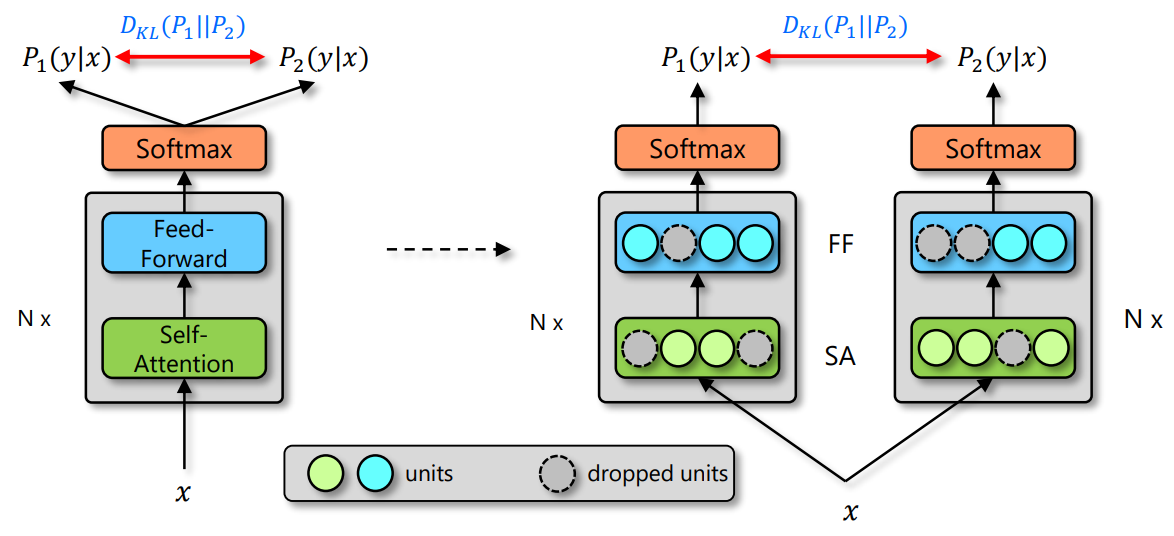 D_{KL}(P_1||P_2)
P_1(y|x)
P_2(y|x)
Softmax
Feed-
Forward
N x
Self-
Attention
x
D_{KL}(P_1||P_2)
P_1(y|x)
P_2(y|x)
Softmax
Softmax
FF
N x
SA
N x
x
units
dropped units